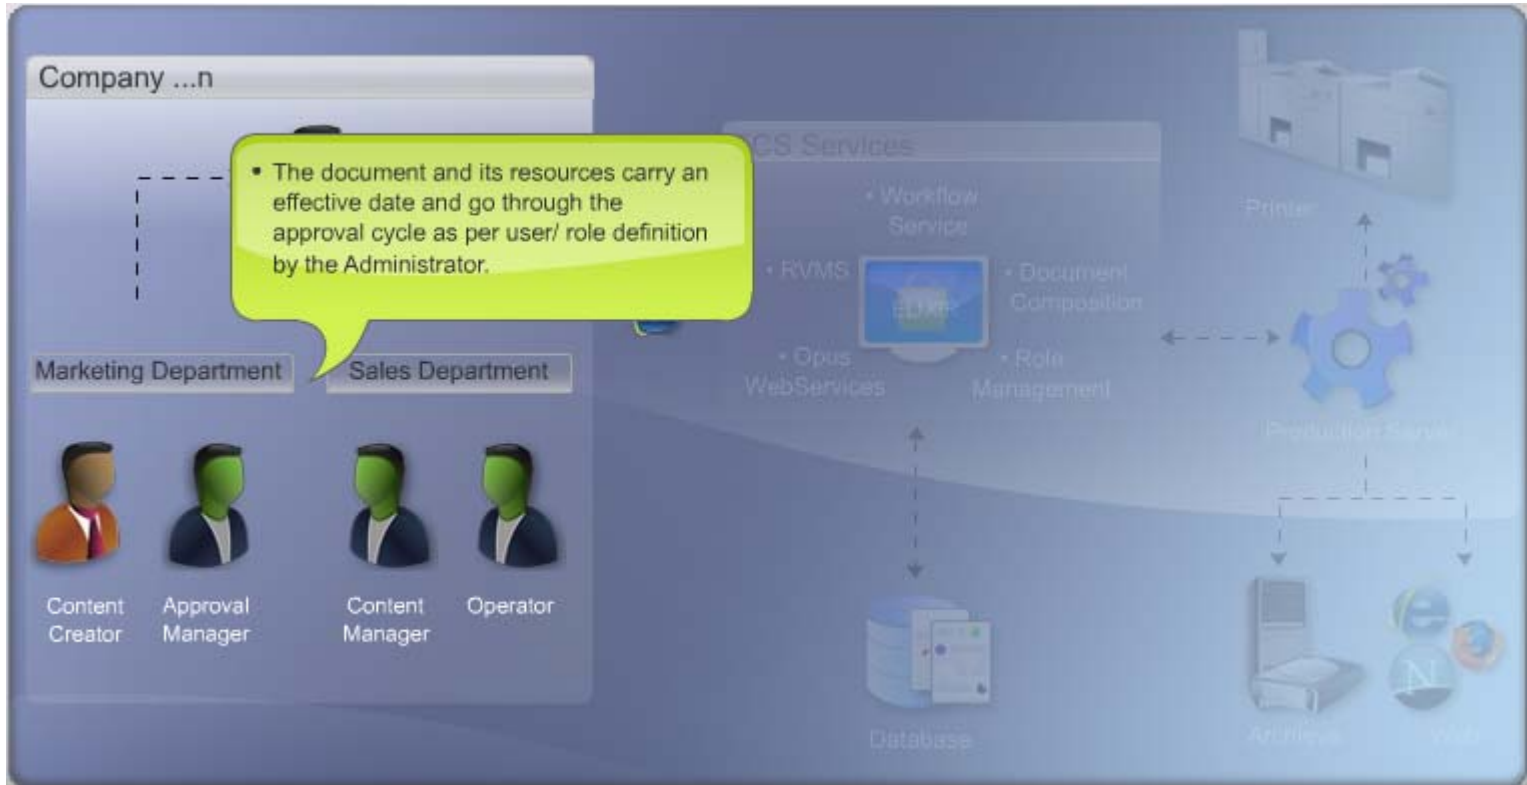 Company ...n
• The document and its resources carry an
effective date and go through the
approval cycle as per user/ role definition
by the Administrator.
Marketing Department
Sales Department
Content
Creator
Approval
Manager
Content
Manager
Operator
CS Services
• Workflow
Service
• RVMS
• Document
Composition
• Opus
WebServices
• Role
Management
Printer
Production Server
Database
Archieve
Web